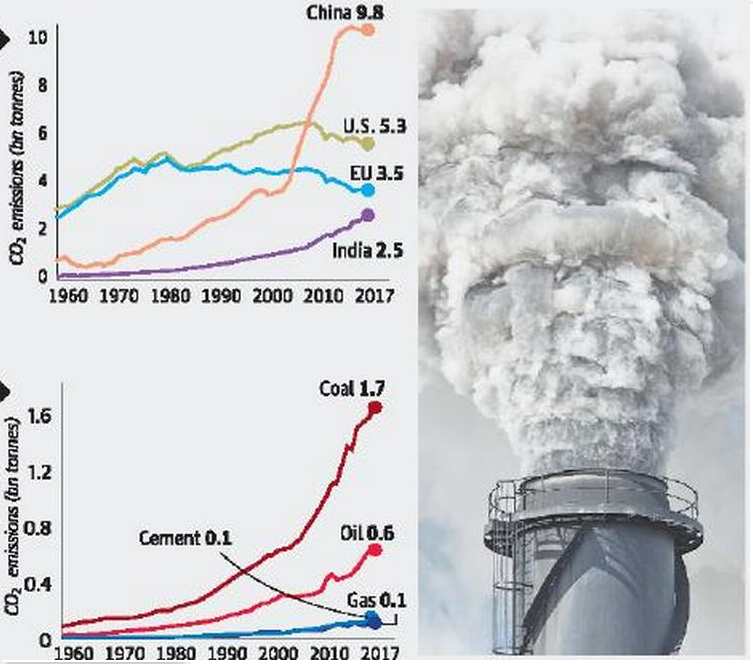 China 9.8
10
8
6
4
2
0
CO₂ emissions (bn tonnes)
U.S. 5.3
EU 3.5
India 2.5
1960 1970 1980 1990 2000 2010 2017
Coal 1.7
1.6
1.2
0.8
0.4
0
CO₂ emissions (bn tonnes)
Cement 0.1
Oil 0.6
Gas 0.1
1960 1970 1980 1990 2000 2010 2017